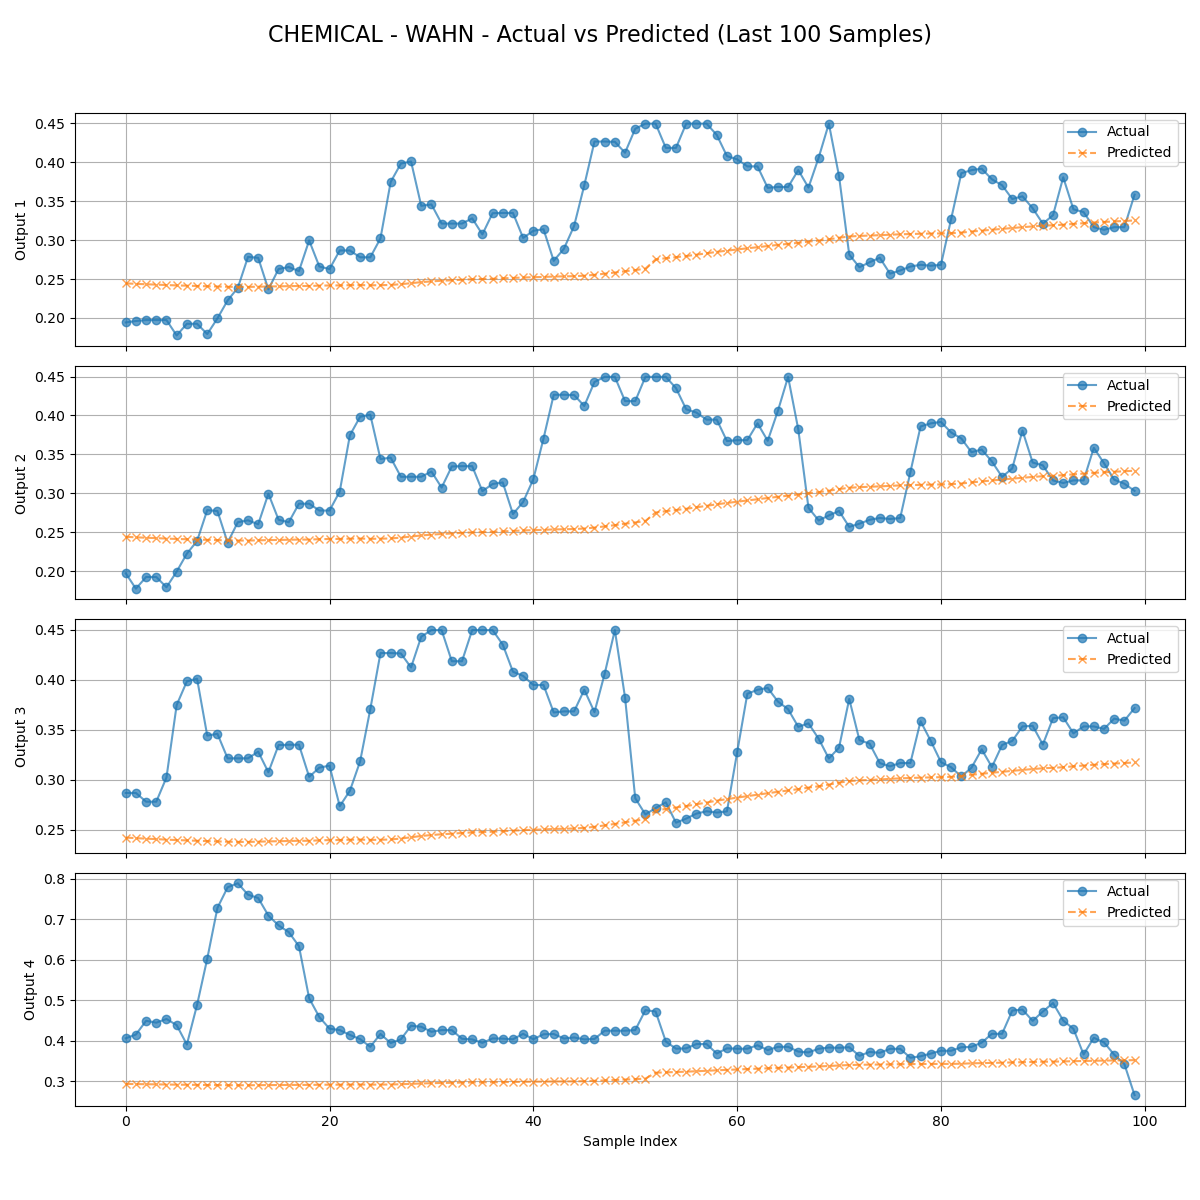 CHEMICAL - WAHN - Actual vs Predicted (Last 100 Samples)
0.45
0.40
0.35
0.30
0.25
0.20
Output 1
Actual
Predicted
0.45
0.40
0.35
0.30
0.25
0.20
Output 2
Actual
Predicted
0.45
0.40
0.35
0.30
0.25
Output 3
Actual
Predicted
0.8
0.7
0.6
0.5
0.4
0.3
Output 4
Actual
Predicted
0 20 40 60 80 100
Sample Index